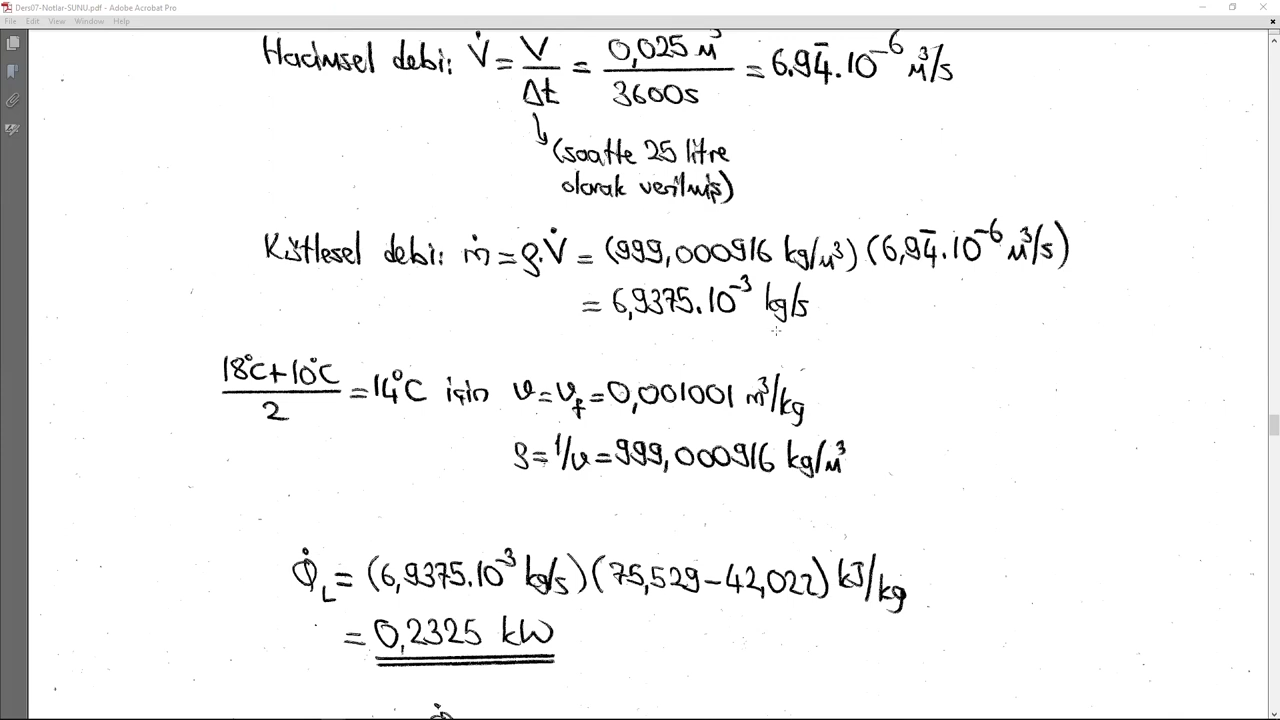 Ders07-Notlar-SUNU.pdf - Adobe Acrobat Pro
File Edit View Window Help
Hacimsel debi: V̇ = V/Δt = 0,025 m³/3600s = 6.94̄.10⁻⁶ m³/s
(saatte 25 litre
olarak verilmiş)
Kütlesel debi: ṁ = ρ.V̇ = (999,000916 kg/m³)(6,94̄.10⁻⁶ m³/s)
= 6,9375.10⁻³ kg/s
18°C+10°C/2 = 14°C için v = v_f = 0,001001 m³/kg
ρ = 1/v = 999,000916 kg/m³
Q̇_L = (6,9375.10⁻³ kg/s)(75,529-42,022) kJ/kg
= 0,2325 kW